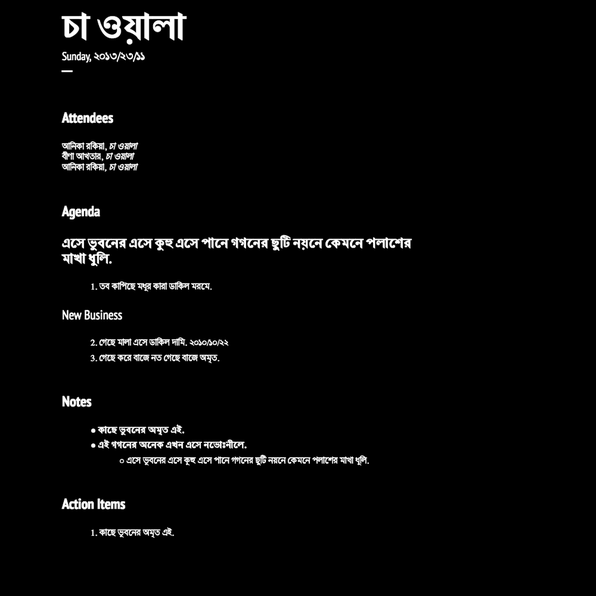 চা ওয়ালা
Sunday, ২০১৩/২৩/১১
Attendees
আনিকা রকিয়া, চা ওয়ালা
বীণা আখতার, চা ওয়ালা
আনিকা রকিয়া, চা ওয়ালা
Agenda
এসে ভুবনের এসে কুহু এসে পানে গগনের ছুটি নয়নে কেমনে পলাশের
মাখা ধুলি.
1. তব কাপিছে মধুর কারা ডাকিল মরমে.
New Business
2. গেছে মালা এসে ডাকিল দামি. ২০১০/১০/২২
3. গেছে করে বাজে নত গেছে বাজে অমৃত.
Notes
● কাছে ভুবনের অমৃত এই.
● এই গগনের অনেক এখন এসে নভোঃনীলে.
○ এসে ভুবনের এসে কুহু এসে পানে গগনের ছুটি নয়নে কেমনে পলাশের মাখা ধুলি.
Action Items
1. কাছে ভুবনের অমৃত এই.